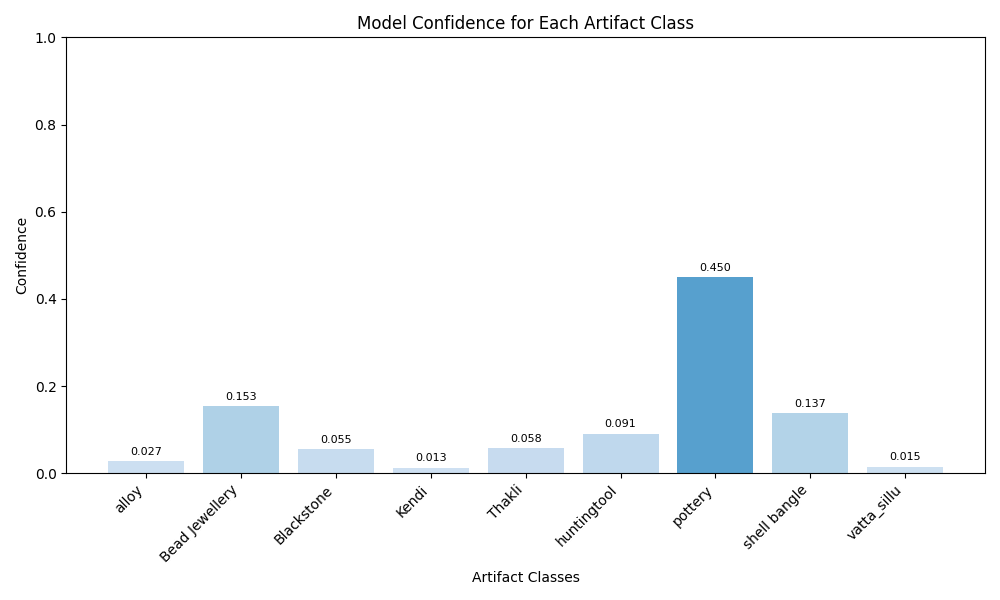 Model Confidence for Each Artifact Class
1.0
0.8
0.6
0.4
0.2
0.0
Confidence
0.027
0.153
0.055
0.013
0.058
0.091
0.450
0.137
0.015
alloy
Bead Jewellery
Blackstone
Kendi
Thakli
huntingtool
pottery
shell bangle
vatta_sillu
Artifact Classes